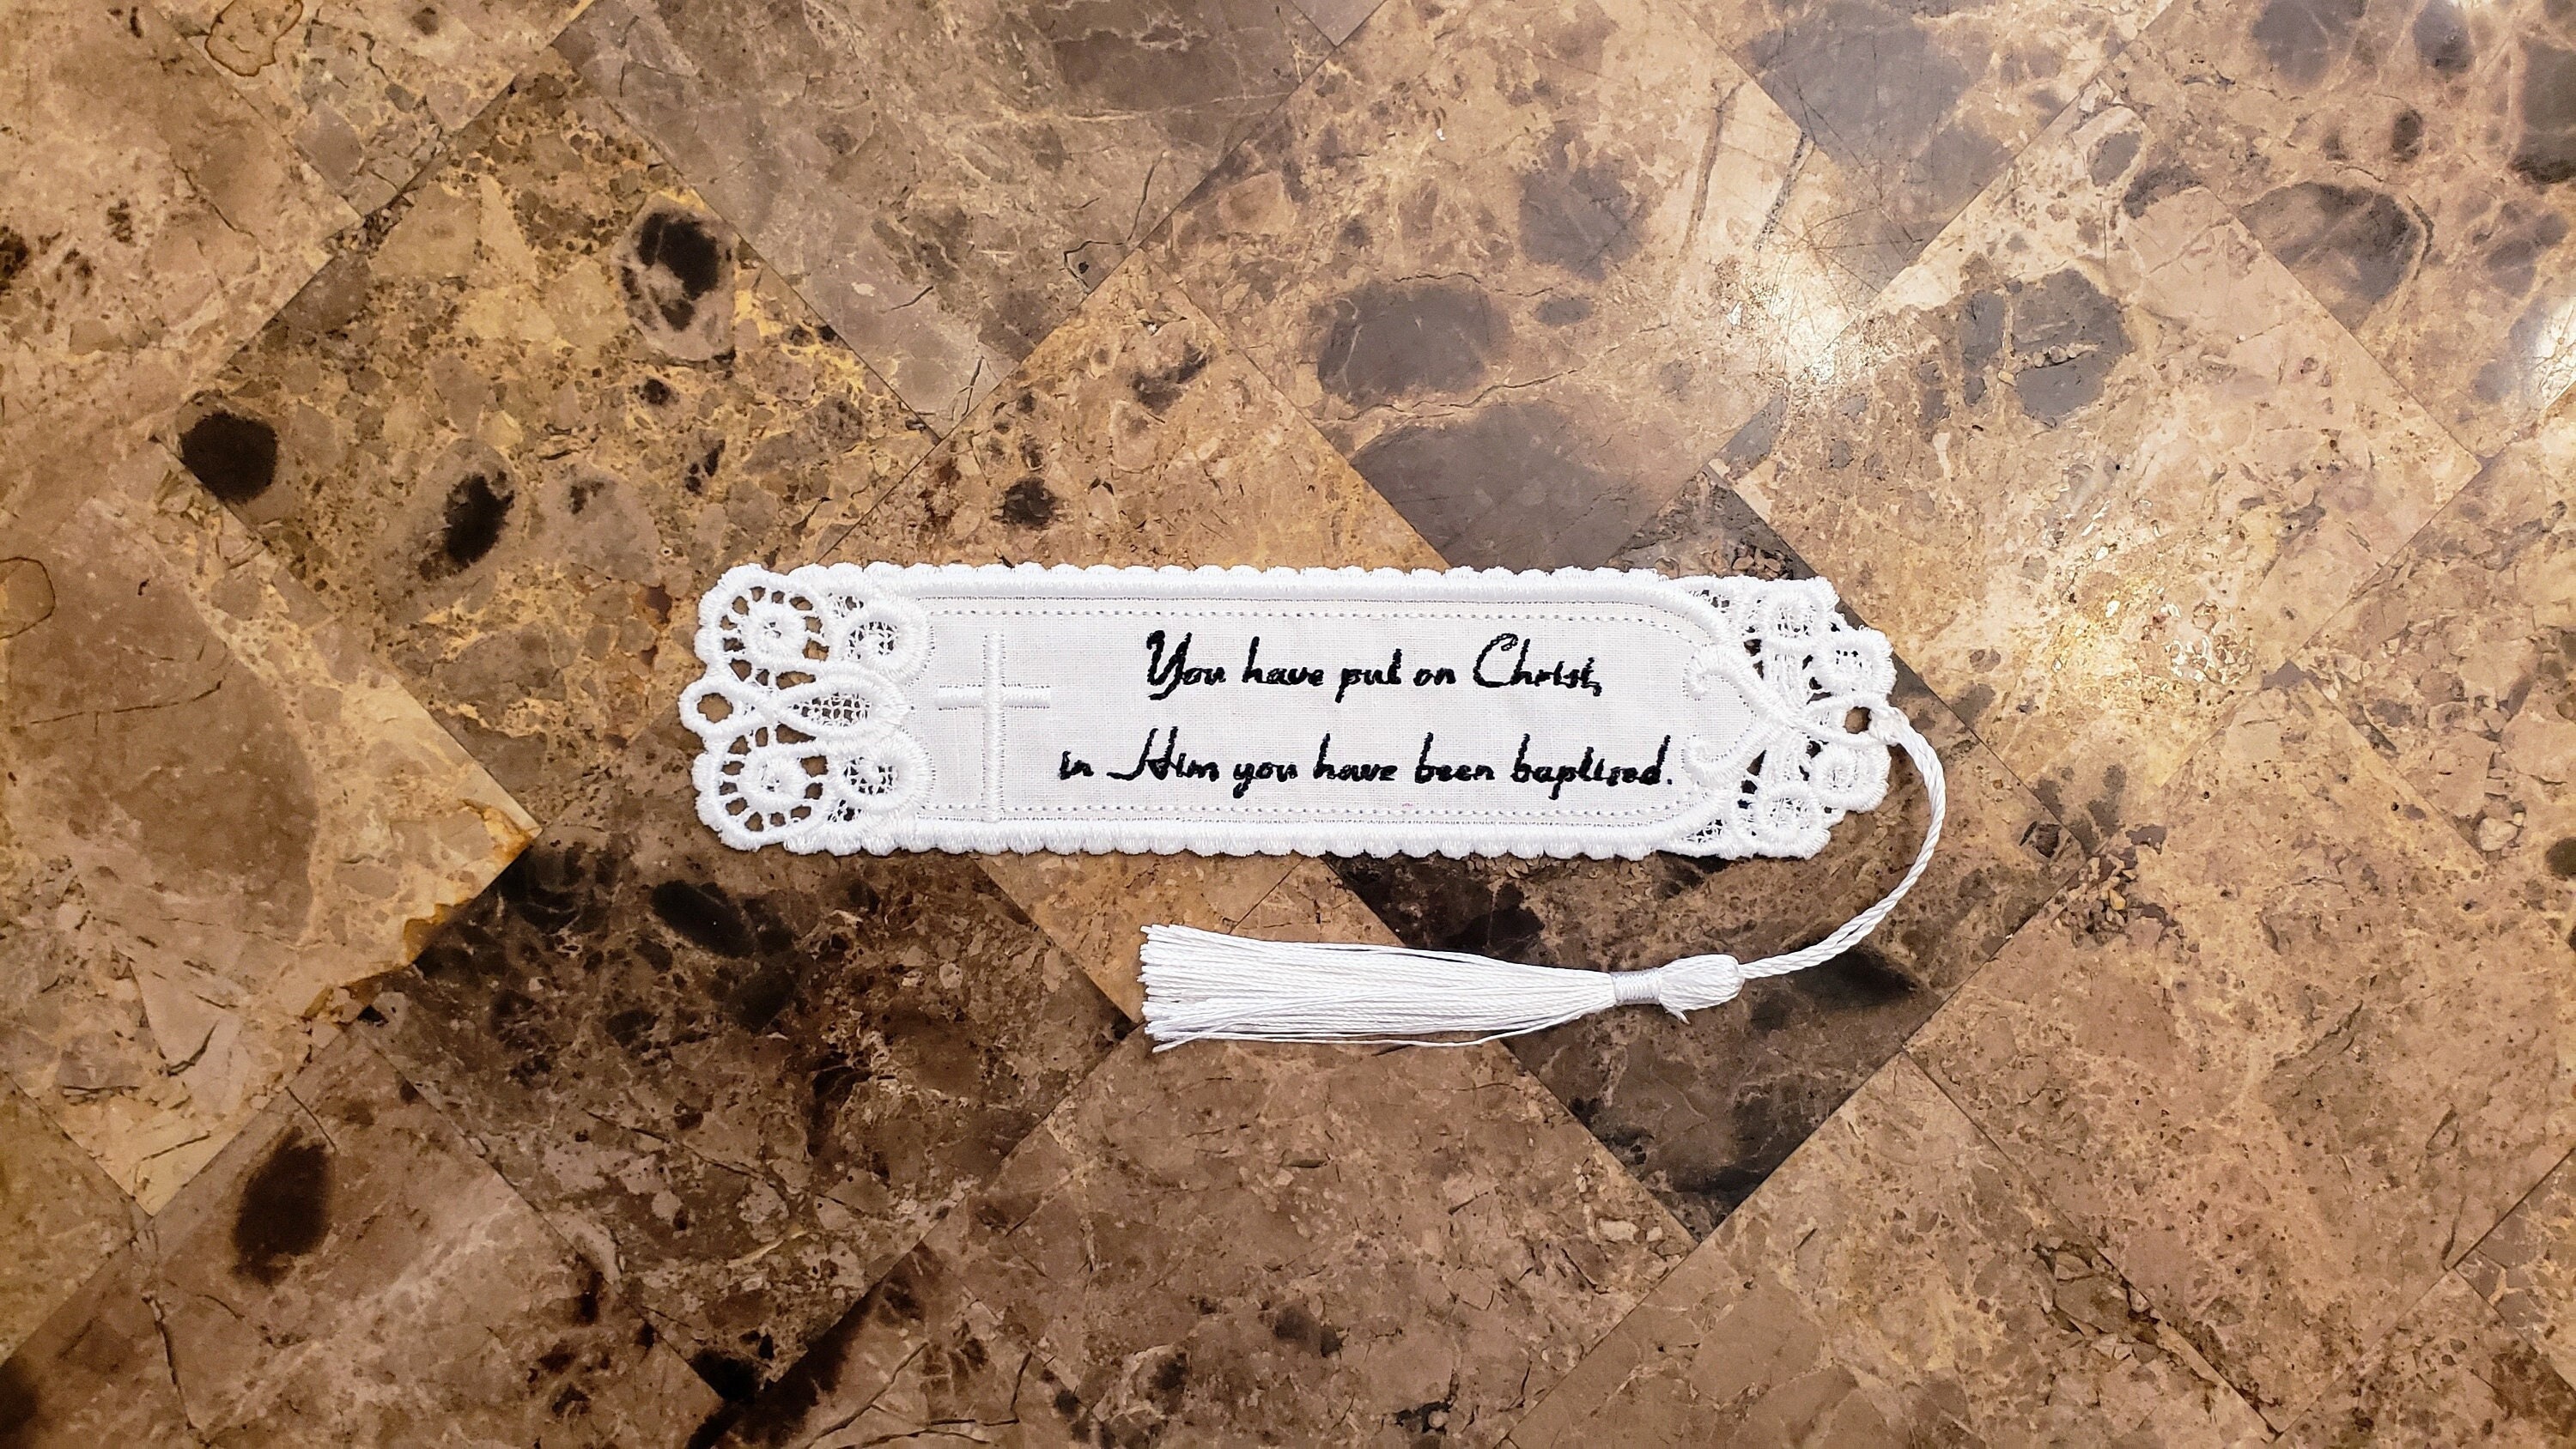 You have put on Christ,
in Him you have been baptized.